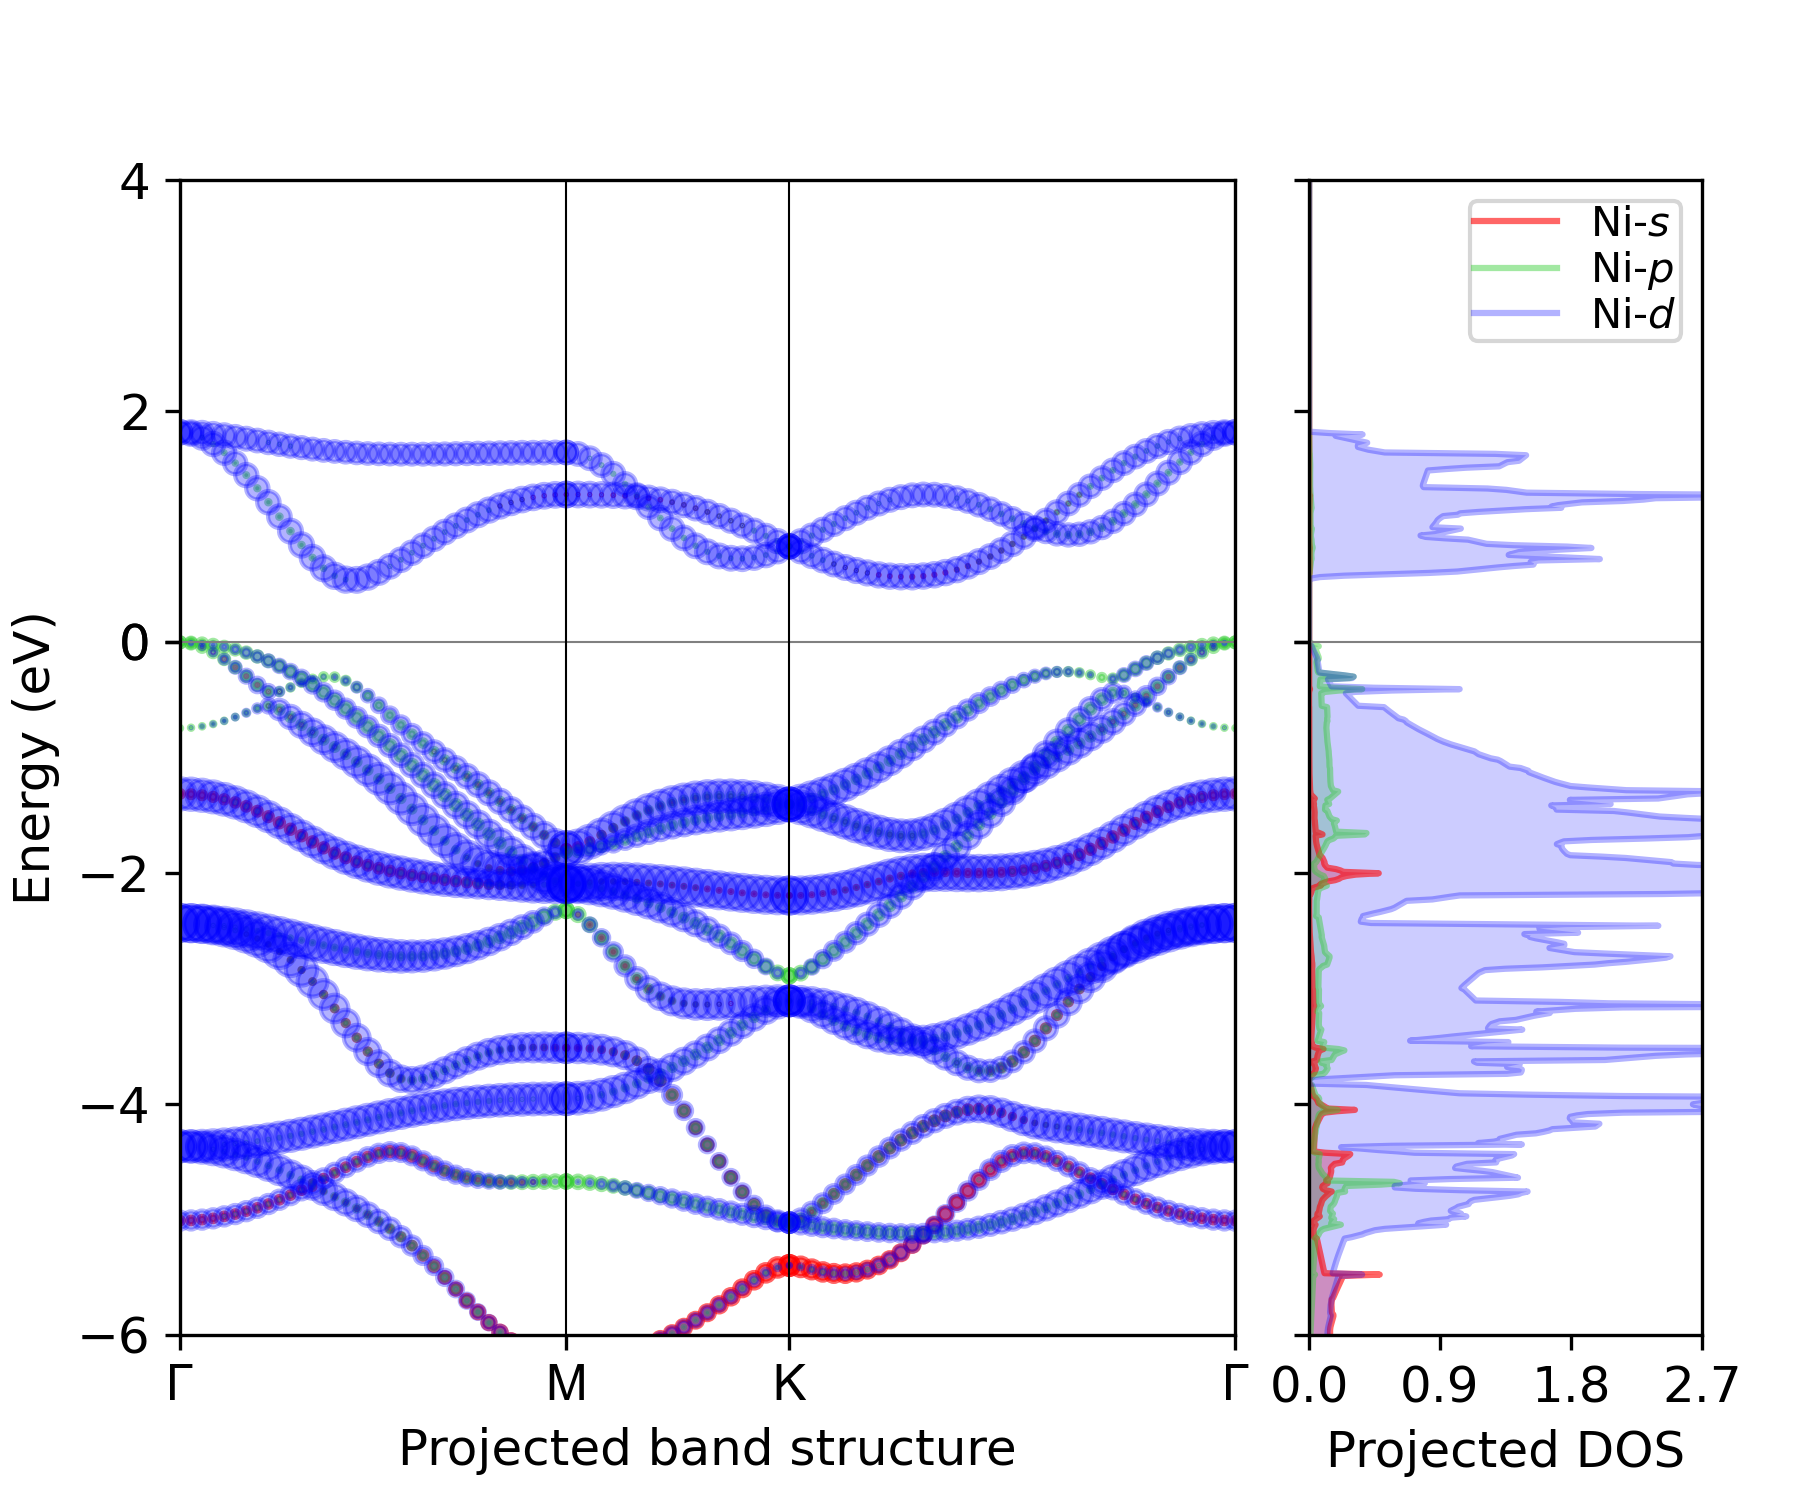 4
2
0
−2
−4
−6
Energy (eV)
Γ M K Γ
Projected band structure
Ni-s
Ni-p
Ni-d
0.0 0.9 1.8 2.7
Projected DOS